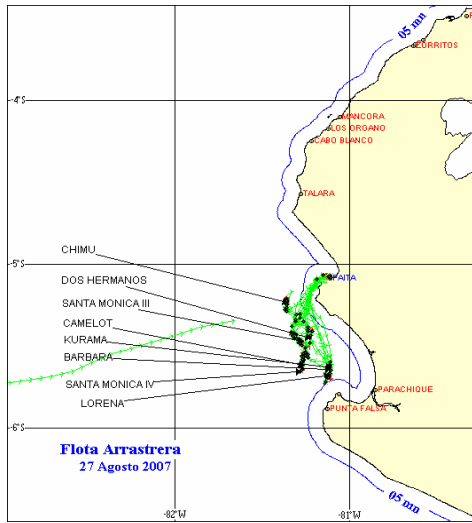 05 mn
ZORRITOS
-4°S
MANCORA
LOS ORGANO
CABO BLANCO
TALARA
CHIMU
-5°S
PAITA
DOS HERMANOS
SANTA MONICA III
CAMELOT
KURAMA
BARBARA
SANTA MONICA IV
LORENA
PARACHIQUE
PUNTA FALSA
-6°S
Flota Arrastrera
27 Agosto 2007
05 mn
-82°W
-81°W